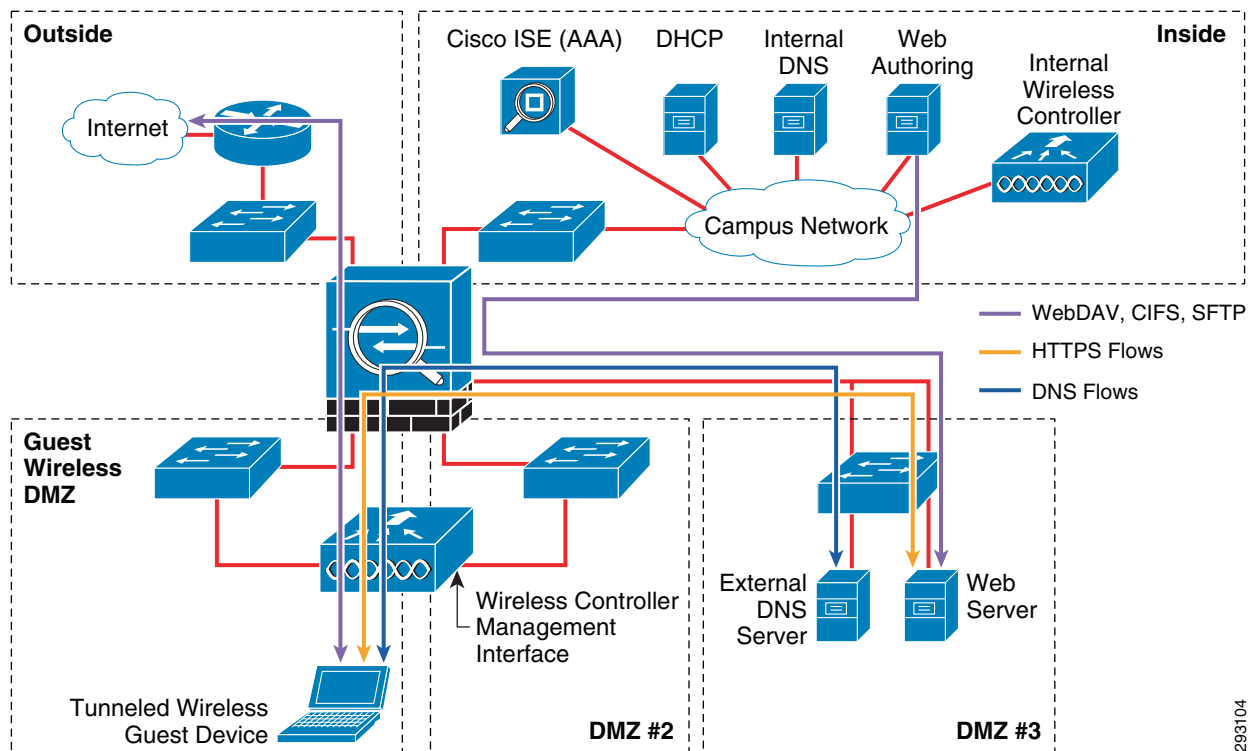 Outside
Internet
Inside
Cisco ISE (AAA)
DHCP
Internal
DNS
Web
Authoring
Internal
Wireless
Controller
Campus Network
WebDAV, CIFS, SFTP
HTTPS Flows
DNS Flows
Guest
Wireless
DMZ
Wireless Controller
Management
Interface
Tunneled Wireless
Guest Device
DMZ #2
External
DNS
Server
Web
Server
DMZ #3
293104